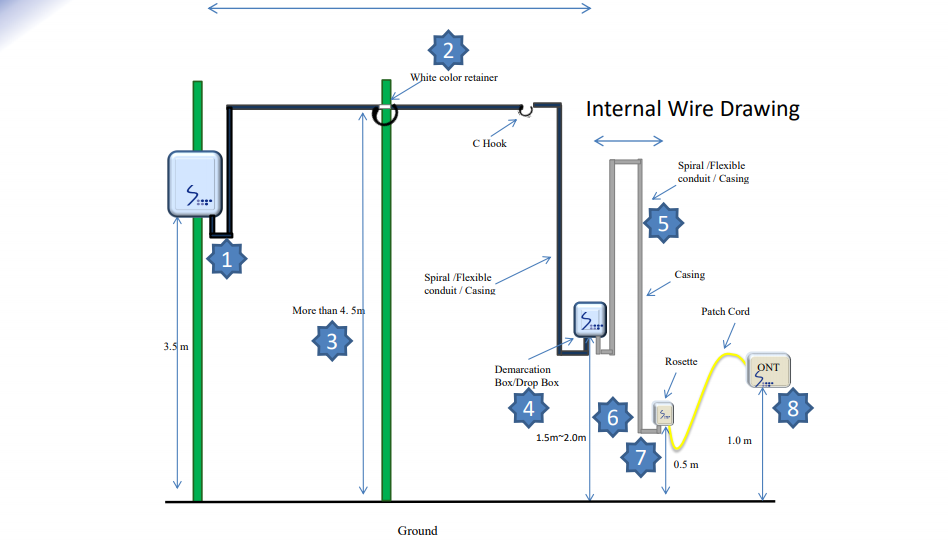 2
White color retainer
Internal Wire Drawing
C Hook
Spiral /Flexible
conduit / Casing
5
1
Spiral /Flexible
conduit / Casing
Casing
More than 4. 5m
3
Patch Cord
3.5 m
Rosette
Demarcation
Box/Drop Box
ONT
4
6
8
1.5m~2.0m
1.0 m
7
0.5 m
Ground